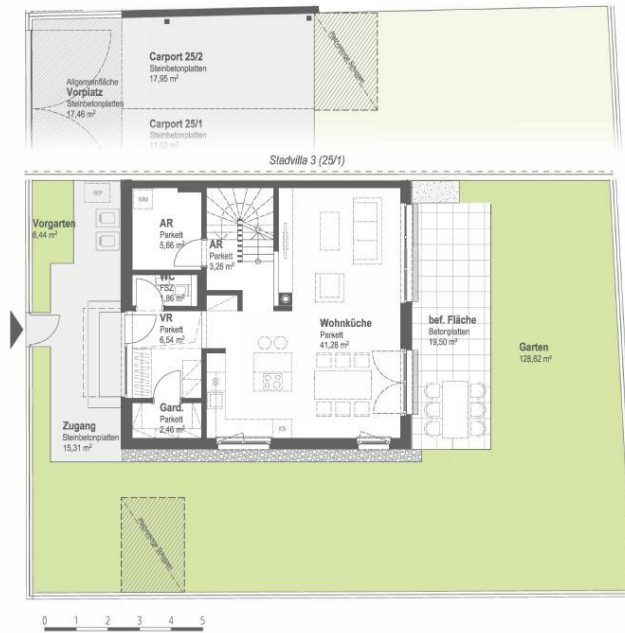 Carport 25/2
Steinbetonplatten
17,95 m²
Allgemeinfläche
Vorplatz
Steinbetonplatten
17,46 m²
Carport 25/1
Steinbetonplatten
Stadvilla 3 (25/1)
WP
Vorgarten
6,44 m²
WM
AR
Parkett
5,66 m²
AR
Parkett
3,26 m²
WC
FSZ
1,86 m²
VR
Parkett
6,54 m²
Wohnküche
Parkett
41,28 m²
bef. Fläche
Betonplatten
19,50 m²
Garten
128,62 m²
Gard.
Parkett
2,46 m²
KS
Zugang
Steinbetonplatten
15,31 m²
0 1 2 3 4 5